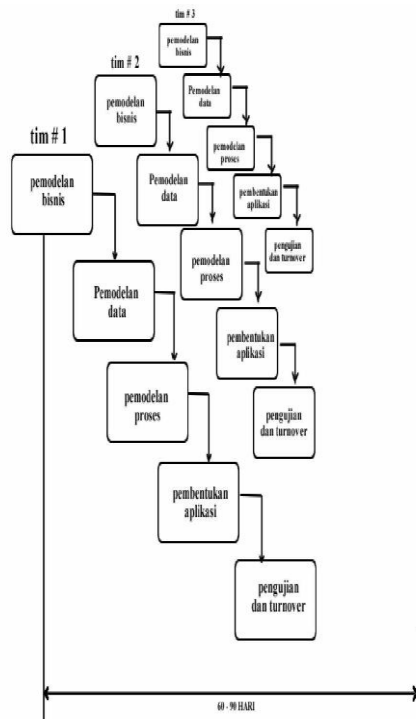 tim # 3
pemodelan
bisnis
Pemodelan
data
pemodelan
proses
pembentukan
aplikasi
pengujian
dan turnover
tim # 2
pemodelan
bisnis
Pemodelan
data
pemodelan
proses
pembentukan
aplikasi
pengujian
dan turnover
tim # 1
pemodelan
bisnis
Pemodelan
data
pemodelan
proses
pembentukan
aplikasi
pengujian
dan turnover
60 - 90 HARI